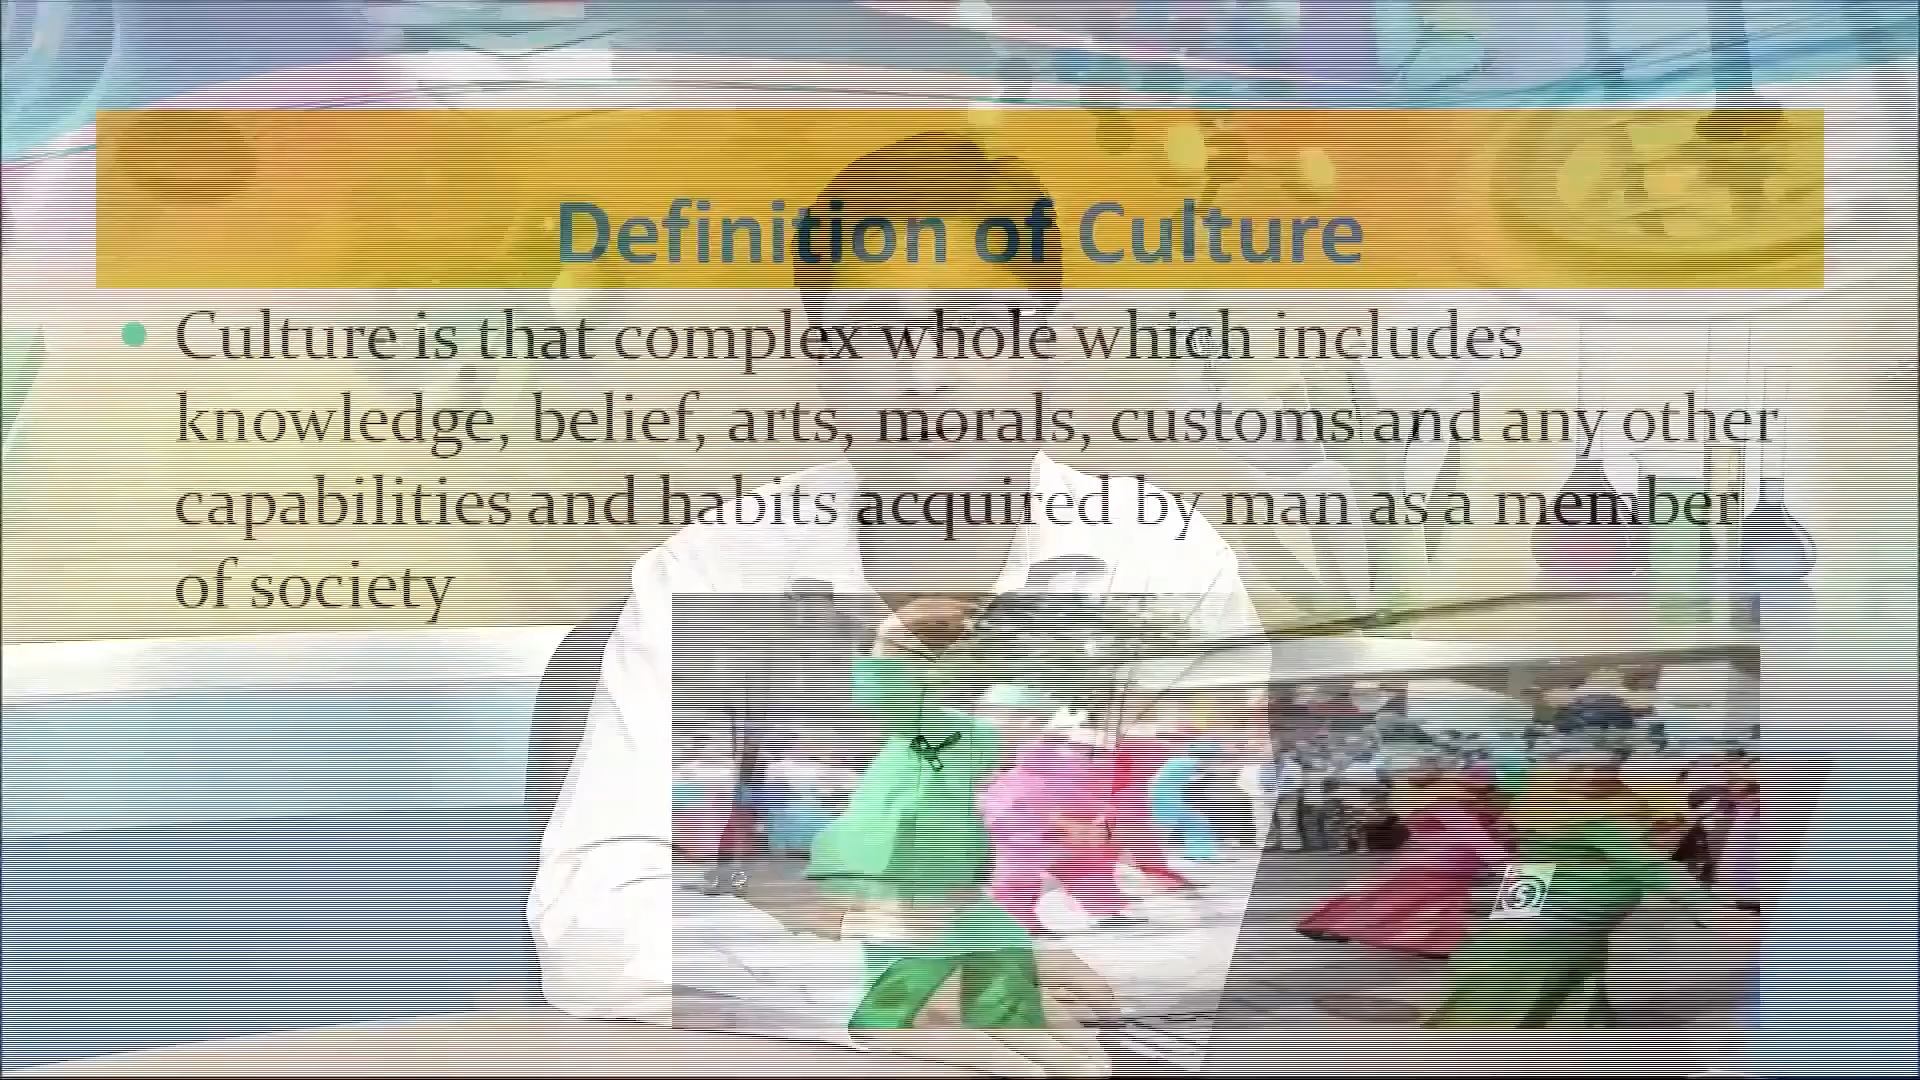 Definition of Culture
Culture is that complex whole which includes
knowledge, belief, arts, morals, customs and any other
capabilities and habits acquired by man as a member
of society